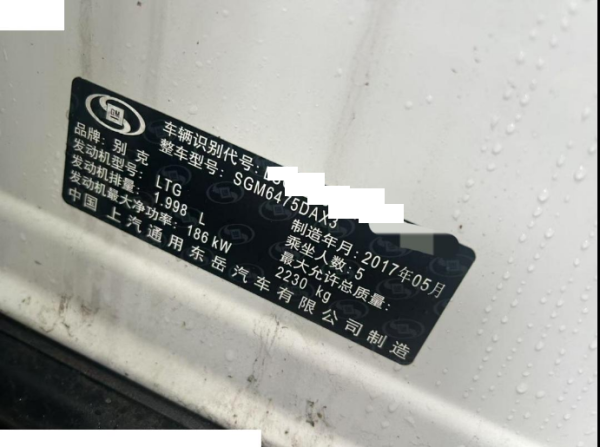 GM
车辆识别代号:
整车型号: SGM6475DAX3
品牌: 别克
制造年月: 2017年05月
发动机型号: LTG
乘坐人数: 5
发动机排量: 1.998 L
最大允许总质量:
2230 kg
发动机最大净功率: 186 kW
中国 上汽通用东岳汽车有限公司制造